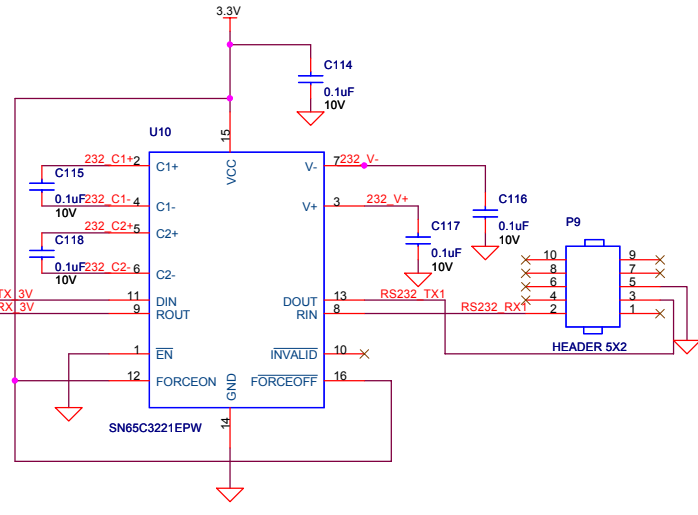 3.3V
C114
0.1uF
10V
U10
15
VCC
232_C1+ 2 C1+
C115
0.1uF
10V
232_C1- 4 C1-
232_C2+ 5 C2+
C118
0.1uF
10V
232_C2- 6 C2-
V- 7 232_V-
V+ 3 232_V+
C116
0.1uF
10V
C117
0.1uF
10V
P9
10 9
8 7
6 5
4 3
2 1
HEADER 5X2
TX_3V 11 DIN
RX_3V 9 ROUT
DOUT 13 RS232_TX1
RIN 8 RS232_RX1
1 EN
INVALID 10
12 FORCEON
FORCEOFF 16
GND
14
SN65C3221EPW